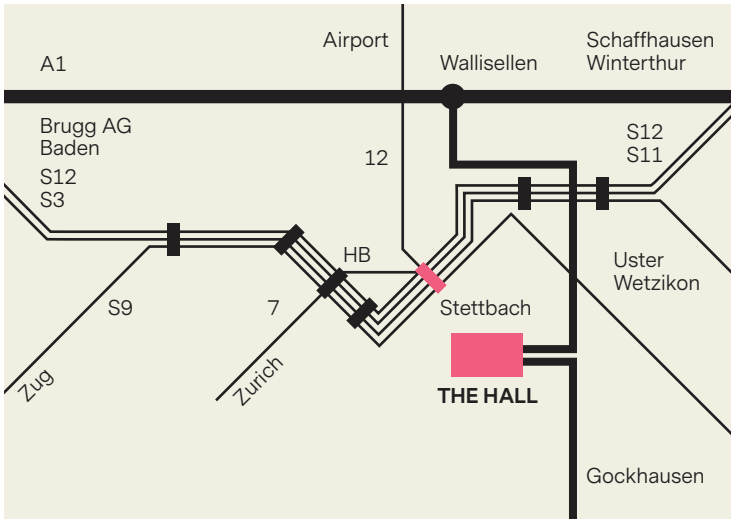 Airport
Schaffhausen
Winterthur
A1
Wallisellen
Brugg AG
Baden
S12
S3
12
S12
S11
HB
Uster
Wetzikon
S9
7
Stettbach
Zug
Zurich
THE HALL
Gockhausen